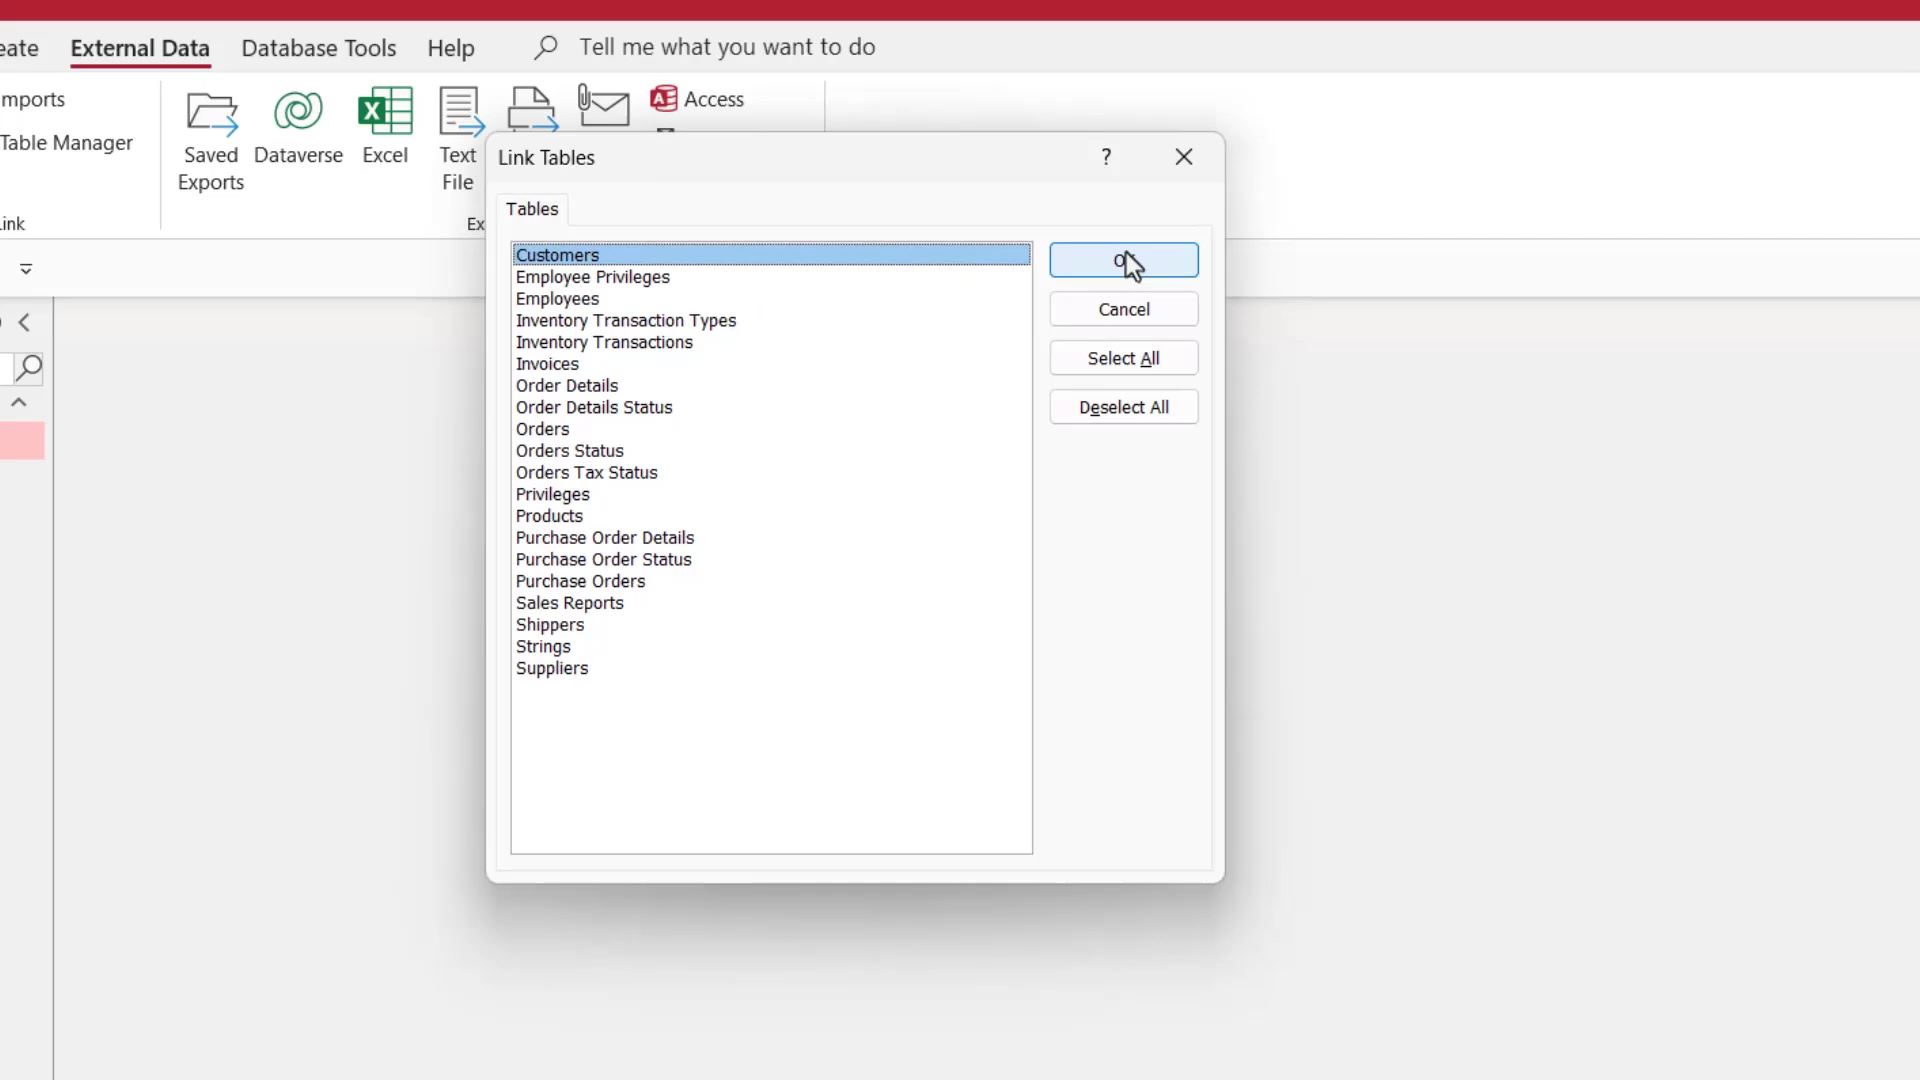 eate
External Data
Database Tools
Help
Tell me what you want to do
mports
Table Manager
ink
Saved
Exports
Dataverse
Excel
Text
File
Access
Ex
Link Tables
?
Tables
Customers
Employee Privileges
Employees
Inventory Transaction Types
Inventory Transactions
Invoices
Order Details
Order Details Status
Orders
Orders Status
Orders Tax Status
Privileges
Products
Purchase Order Details
Purchase Order Status
Purchase Orders
Sales Reports
Shippers
Strings
Suppliers
Cancel
Select All
Deselect All